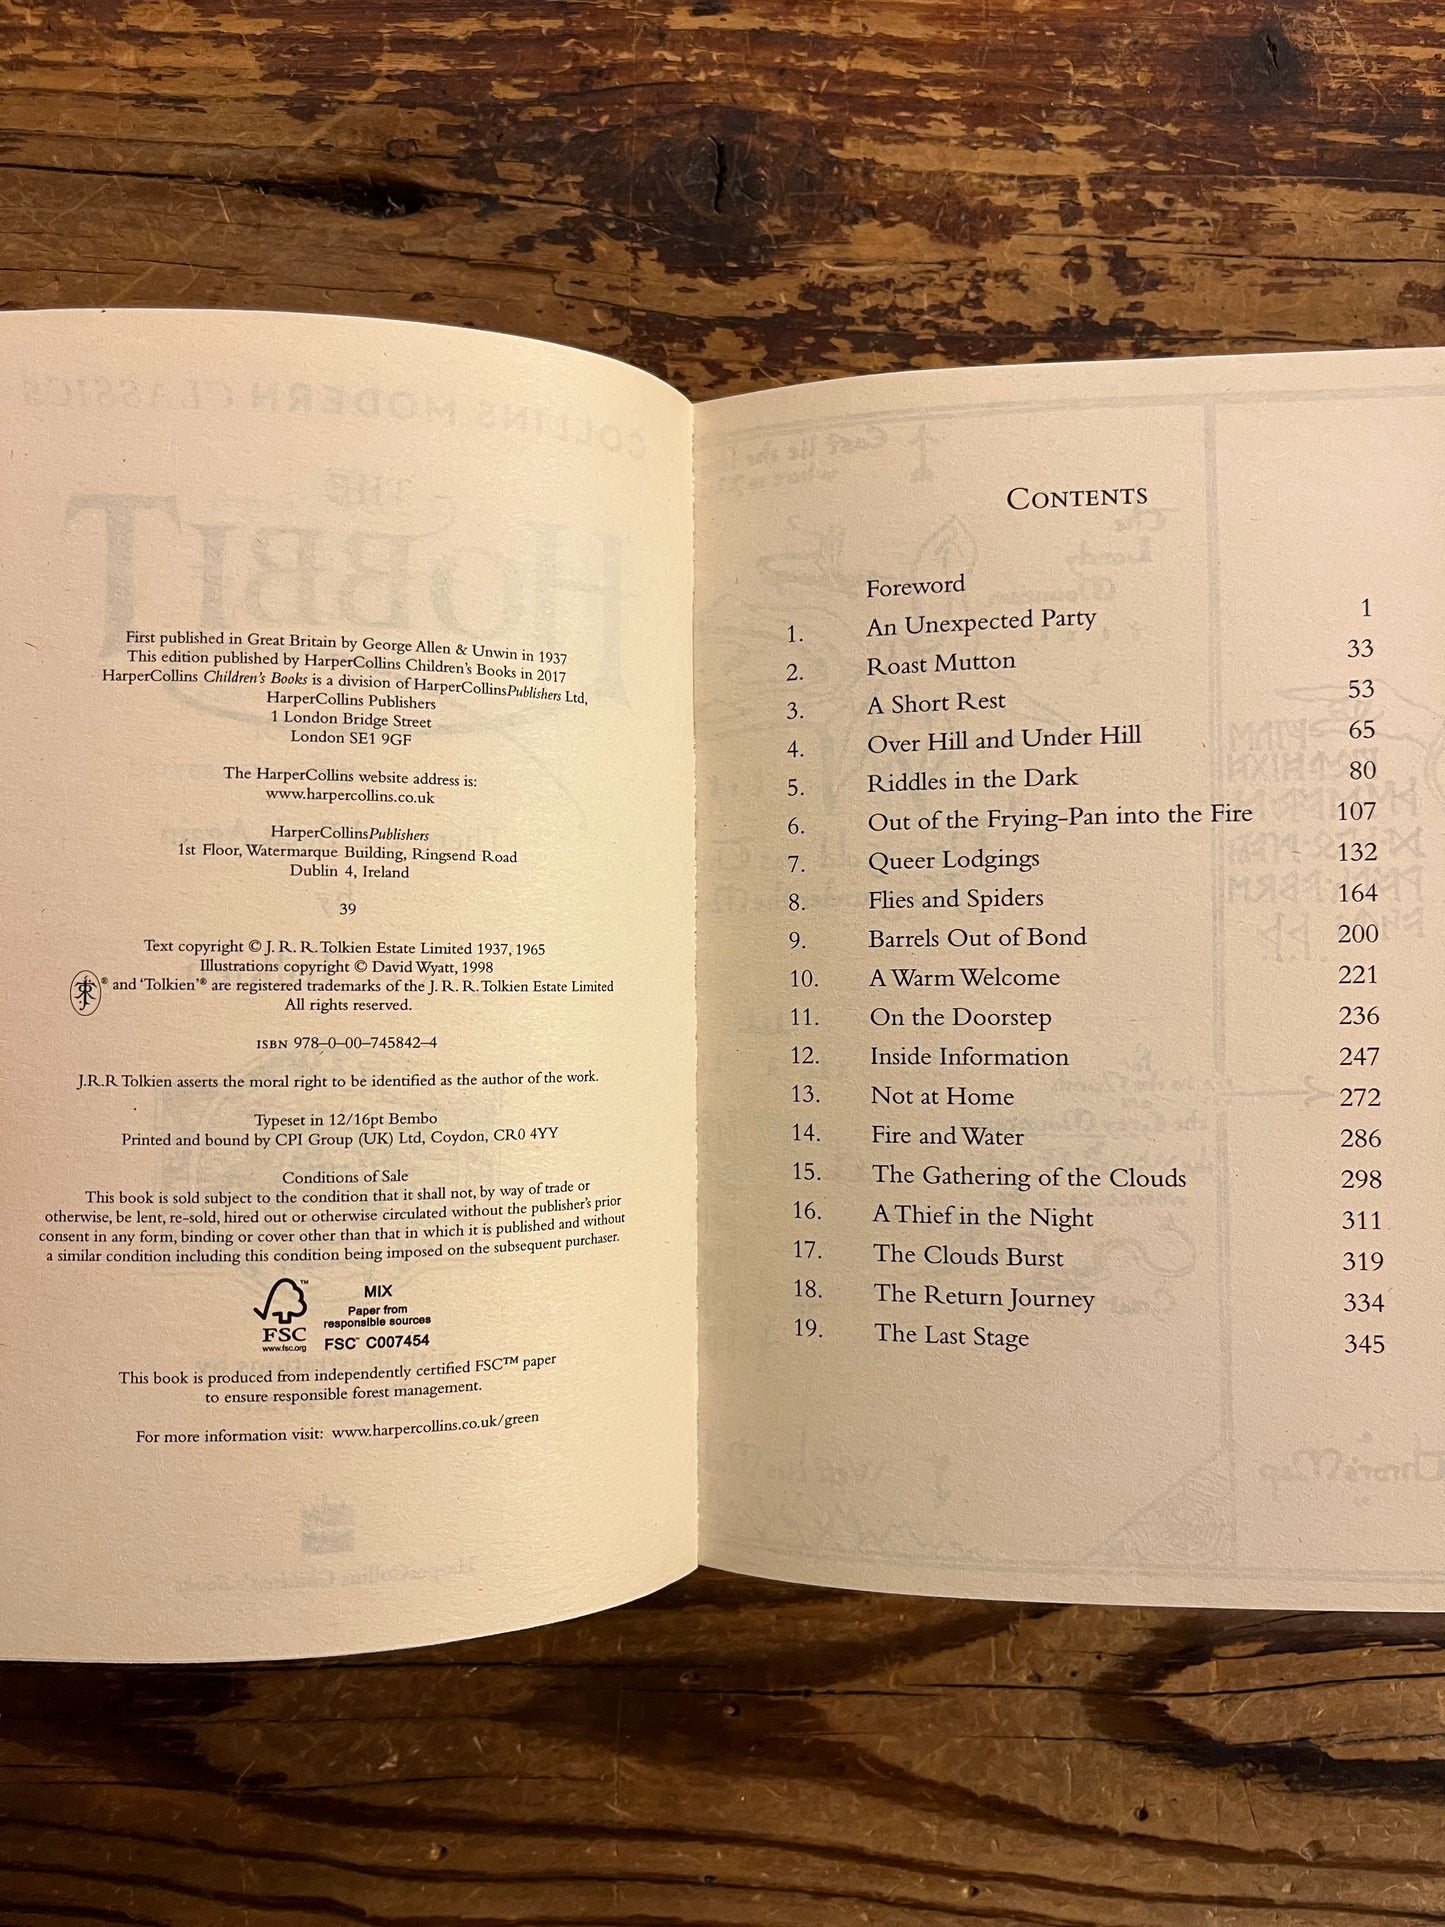 First published in Great Britain by George Allen & Unwin in 1937
This edition published by HarperCollins Children's Books in 2017
HarperCollins Children's Books is a division of HarperCollinsPublishers Ltd,
HarperCollins Publishers
1 London Bridge Street
London SE1 9GF
The HarperCollins website address is:
www.harpercollins.co.uk
HarperCollinsPublishers
1st Floor, Watermarque Building, Ringsend Road
Dublin 4, Ireland
39
Text copyright © J. R. R. Tolkien Estate Limited 1937, 1965
Illustrations copyright © David Wyatt, 1998
® and 'Tolkien'® are registered trademarks of the J. R. R. Tolkien Estate Limited
All rights reserved.
ISBN 978–0–00–745842–4
J.R.R Tolkien asserts the moral right to be identified as the author of the work.
Typeset in 12/16pt Bembo
Printed and bound by CPI Group (UK) Ltd, Coydon, CR0 4YY
Conditions of Sale
This book is sold subject to the condition that it shall not, by way of trade or
otherwise, be lent, re-sold, hired out or otherwise circulated without the publisher's prior
consent in any form, binding or cover other than that in which it is published and without
a similar condition including this condition being imposed on the subsequent purchaser.
FSC
www.fsc.org
MIX
Paper from
responsible sources
FSC™ C007454
This book is produced from independently certified FSC™ paper
to ensure responsible forest management.
For more information visit: www.harpercollins.co.uk/green
CONTENTS
Foreword
1. An Unexpected Party 1
2. Roast Mutton 33
3. A Short Rest 53
4. Over Hill and Under Hill 65
5. Riddles in the Dark 80
6. Out of the Frying-Pan into the Fire 107
7. Queer Lodgings 132
8. Flies and Spiders 164
9. Barrels Out of Bond 200
10. A Warm Welcome 221
11. On the Doorstep 236
12. Inside Information 247
13. Not at Home 272
14. Fire and Water 286
15. The Gathering of the Clouds 298
16. A Thief in the Night 311
17. The Clouds Burst 319
18. The Return Journey 334
19. The Last Stage 345